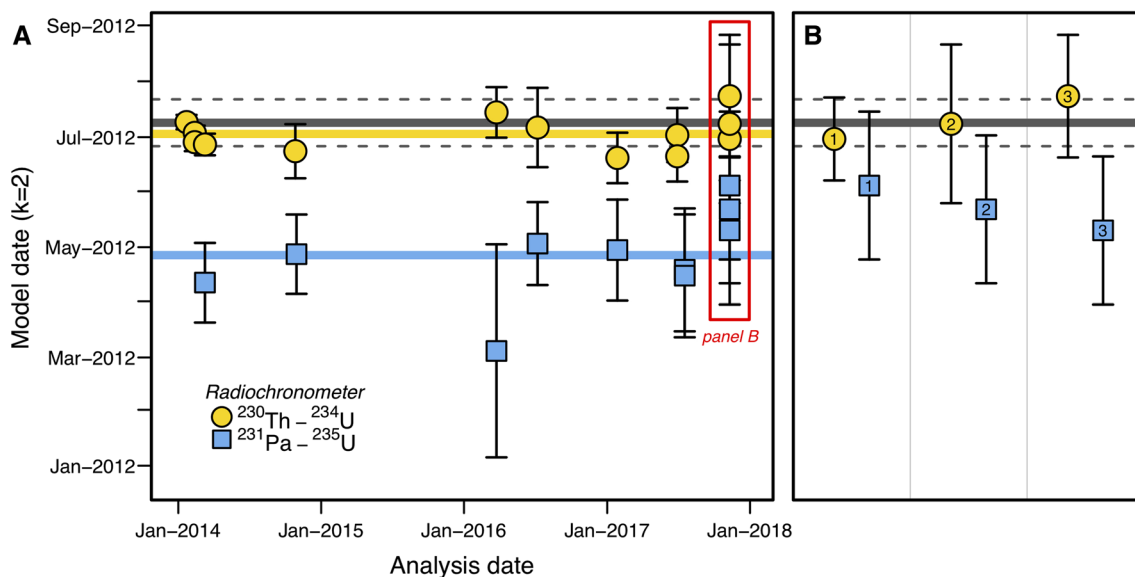 A
B
Sep–2012
Jul–2012
May–2012
Mar–2012
Jan–2012
Model date (k=2)
1
2
3
1
2
3
panel B
Radiochronometer
²³⁰Th – ²³⁴U
²³¹Pa – ²³⁵U
Jan–2014 Jan–2015 Jan–2016 Jan–2017 Jan–2018
Analysis date